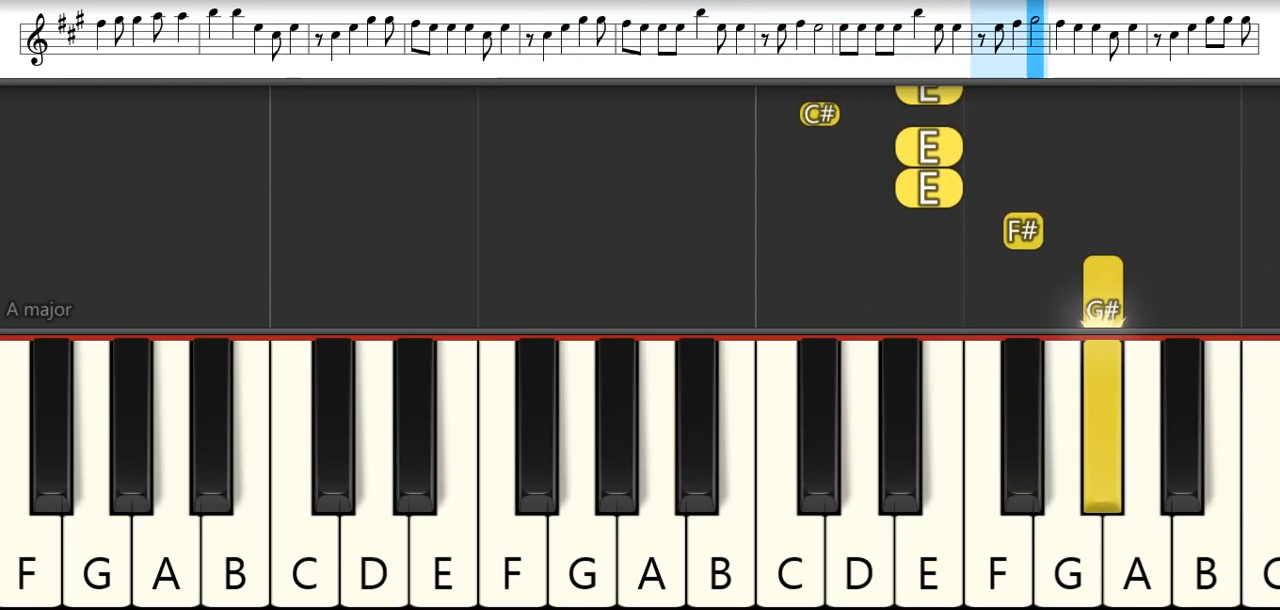 E
C#
E
E
F#
A major G#
F G A B C D E F G A B C D E F G A B C